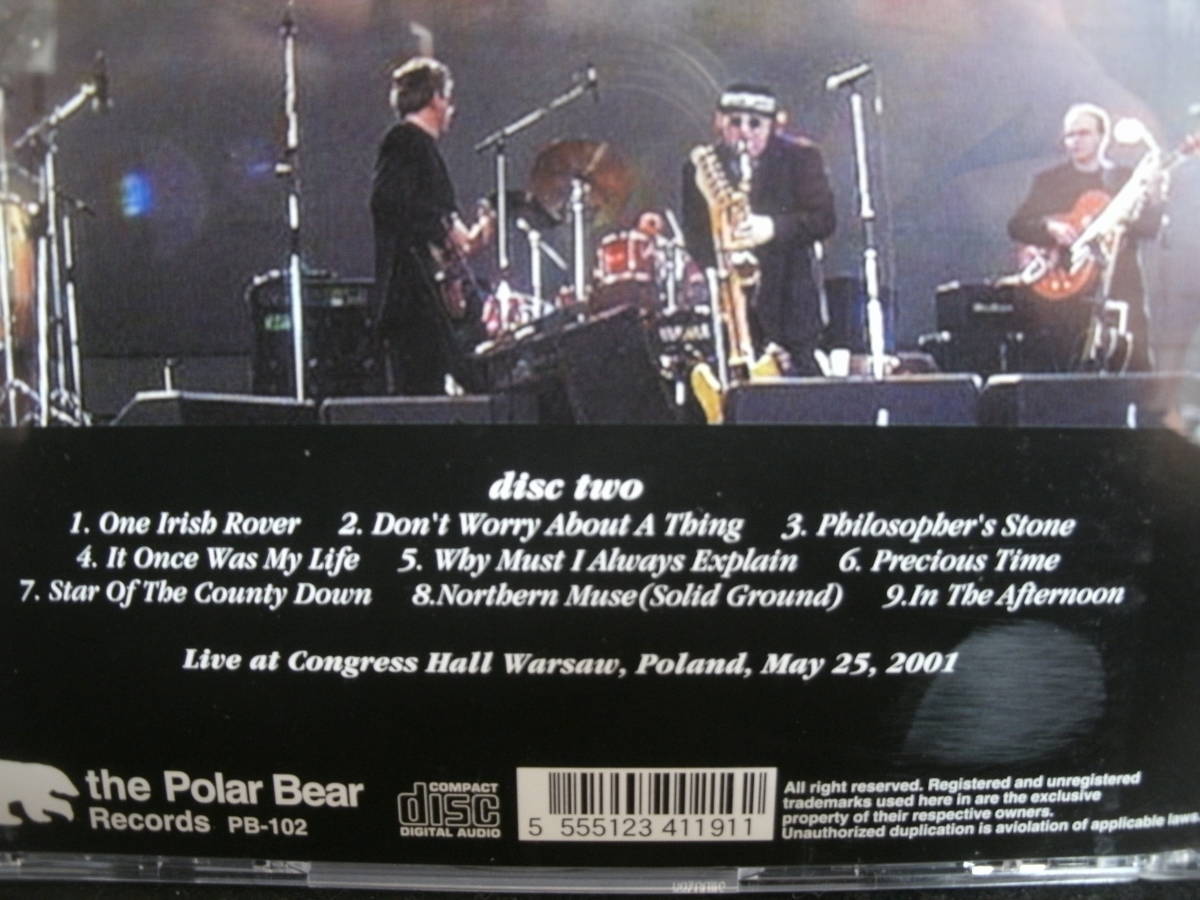 disc two
1. One Irish Rover 2. Don't Worry About A Thing 3. Philosopher's Stone
4. It Once Was My Life 5. Why Must I Always Explain 6. Precious Time
7. Star Of The County Down 8.Northern Muse(Solid Ground) 9.In The Afternoon
Live at Congress Hall Warsaw, Poland, May 25, 2001
the Polar Bear
Records PB-102
COMPACT
disc
DIGITAL AUDIO
5 555123 411911
All right reserved. Registered and unregistered
trademarks used here in are the exclusive
property of their respective owners.
Unauthorized duplication is aviolation of applicable laws.